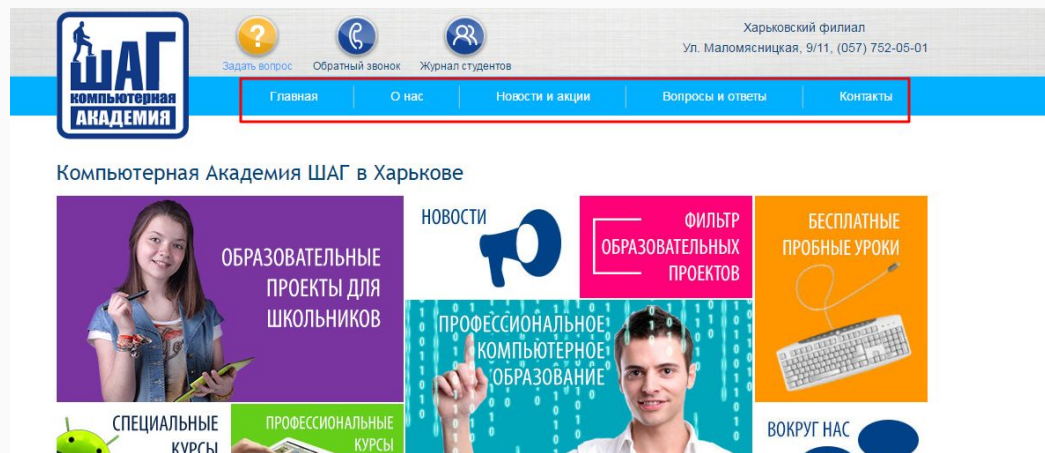 ШАГ
КОМПЬЮТЕРНАЯ
АКАДЕМИЯ
?
Задать вопрос
Обратный звонок
Журнал студентов
Харьковский филиал
Ул. Маломясницкая, 9/11, (057) 752-05-01
Главная
О нас
Новости и акции
Вопросы и ответы
Контакты
Компьютерная Академия ШАГ в Харькове
ОБРАЗОВАТЕЛЬНЫЕ
ПРОЕКТЫ ДЛЯ
ШКОЛЬНИКОВ
НОВОСТИ
ФИЛЬТР
ОБРАЗОВАТЕЛЬНЫХ
ПРОЕКТОВ
БЕСПЛАТНЫЕ
ПРОБНЫЕ УРОКИ
ПРОФЕССИОНАЛЬНОЕ
КОМПЬЮТЕРНОЕ
ОБРАЗОВАНИЕ
СПЕЦИАЛЬНЫЕ
КУРСЫ
ПРОФЕССИОНАЛЬНЫЕ
КУРСЫ
ВОКРУГ НАС